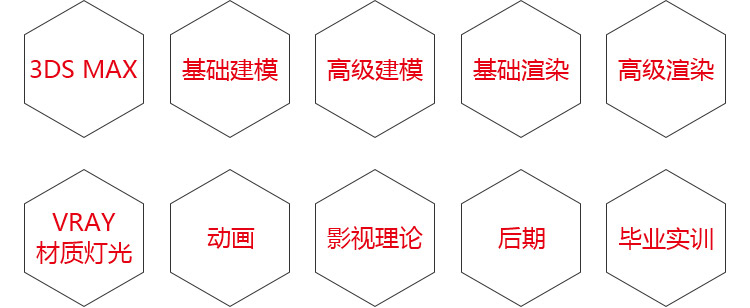 3DS MAX
基础建模
高级建模
基础渲染
高级渲染
VRAY
材质灯光
动画
影视理论
后期
毕业实训